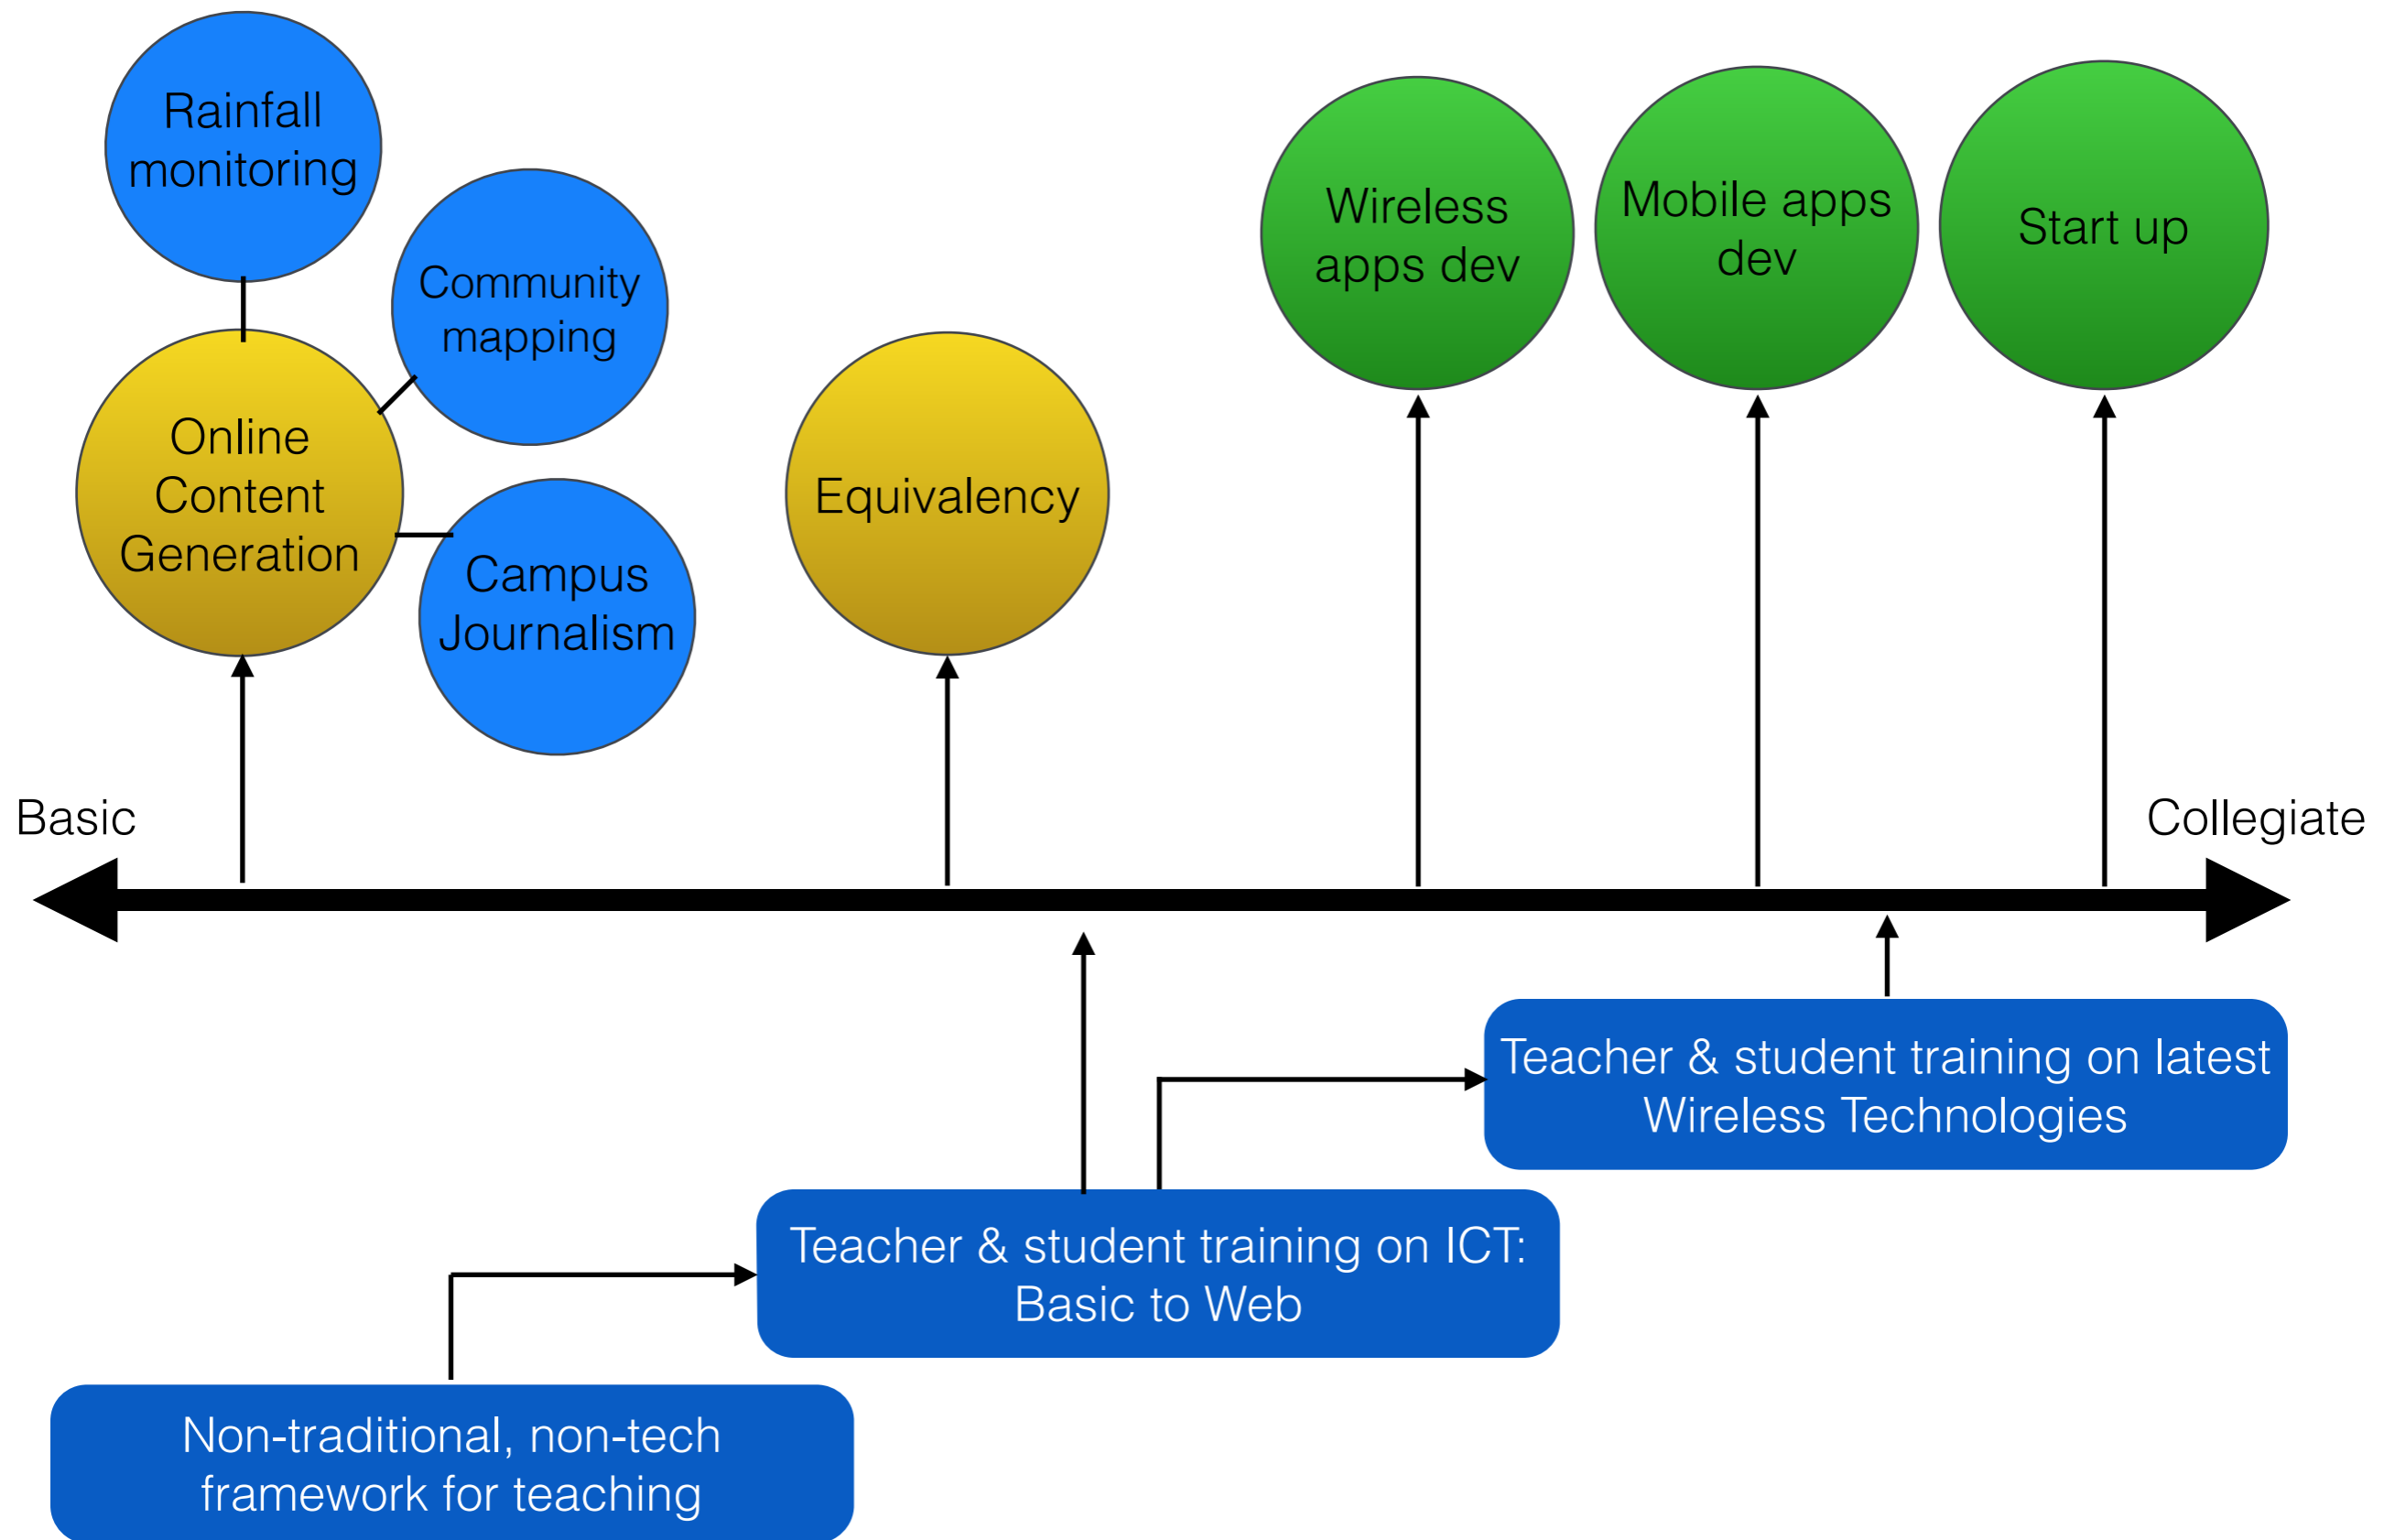 Rainfall
monitoring
Community
mapping
Online
Content
Generation
Campus
Journalism
Equivalency
Wireless
apps dev
Mobile apps
dev
Start up
Basic
Collegiate
Teacher & student training on latest
Wireless Technologies
Teacher & student training on ICT:
Basic to Web
Non-traditional, non-tech
framework for teaching